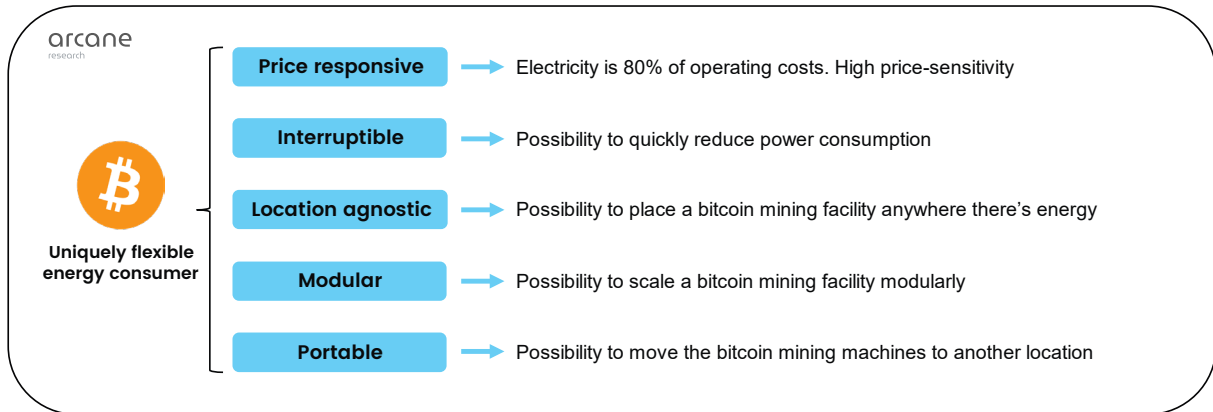 arcane
research
Price responsive
Electricity is 80% of operating costs. High price-sensitivity
Interruptible
Possibility to quickly reduce power consumption
Location agnostic
Possibility to place a bitcoin mining facility anywhere there's energy
Uniquely flexible
energy consumer
Modular
Possibility to scale a bitcoin mining facility modularly
Portable
Possibility to move the bitcoin mining machines to another location